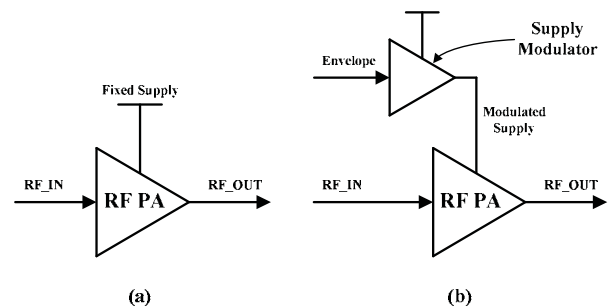 Fixed Supply
RF_IN
RF PA
RF_OUT
(a)
Supply
Modulator
Envelope
Modulated
Supply
RF_IN
RF PA
RF_OUT
(b)